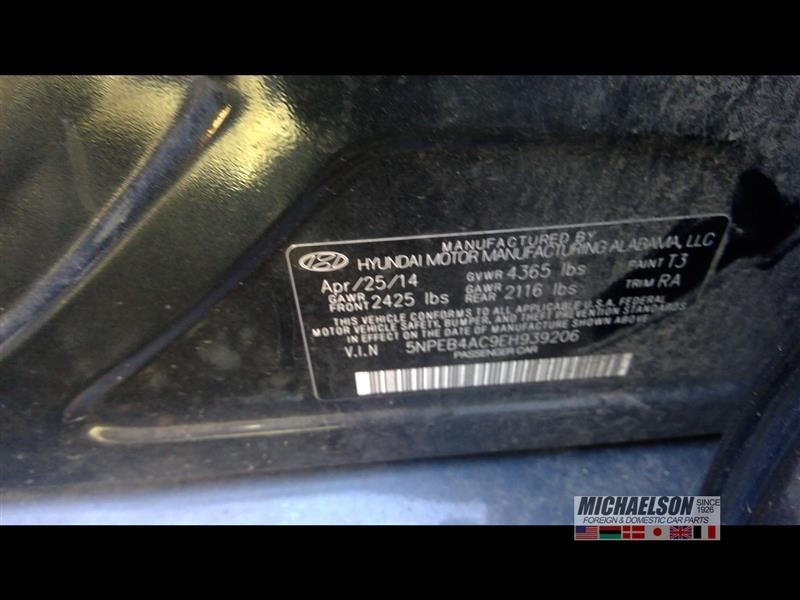 MANUFACTURED BY
HYUNDAI MOTOR MANUFACTURING ALABAMA, LLC
Apr/25/14 GVWR 4365 lbs PAINT T3
GAWR FRONT 2425 lbs GAWR REAR 2116 lbs TRIM RA
THIS VEHICLE CONFORMS TO ALL APPLICABLE U.S.A. FEDERAL
MOTOR VEHICLE SAFETY, BUMPER AND THEFT PREVENTION
STANDARDS IN EFFECT ON THE DATE OF MANUFACTURE SHOWN ABOVE.
V.I.N 5NPEB4AC9EH939206
PASSENGER CAR
MICHAELSON SINCE 1926
FOREIGN & DOMESTIC CAR PARTS